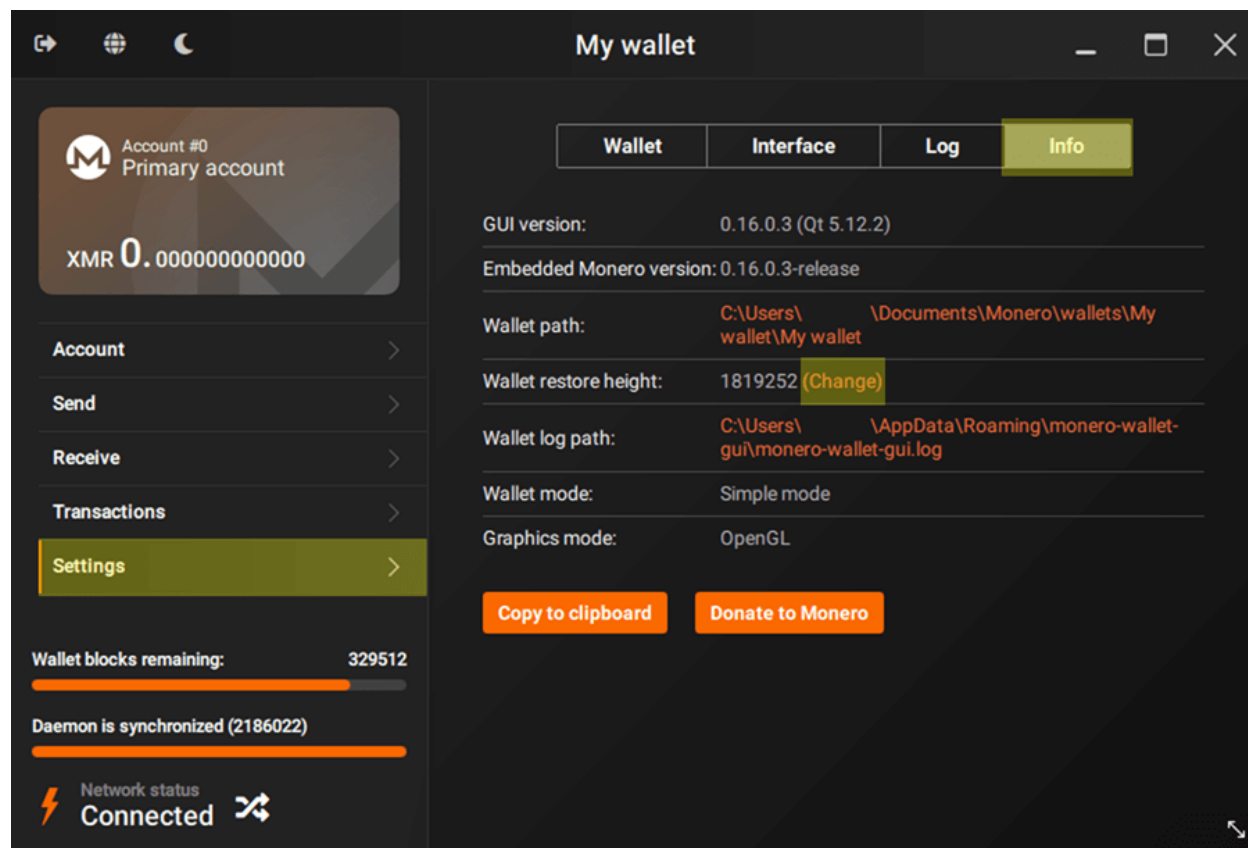 My wallet
Account #0
Primary account
XMR 0.000000000000
Account
Send
Receive
Transactions
Settings
Wallet blocks remaining: 329512
Daemon is synchronized (2186022)
Network status
Connected
Wallet Interface Log Info
GUI version: 0.16.0.3 (Qt 5.12.2)
Embedded Monero version: 0.16.0.3-release
Wallet path: C:\Users\ \Documents\Monero\wallets\My
wallet\My wallet
Wallet restore height: 1819252 (Change)
Wallet log path: C:\Users\ \AppData\Roaming\monero-wallet-
gui\monero-wallet-gui.log
Wallet mode: Simple mode
Graphics mode: OpenGL
Copy to clipboard Donate to Monero